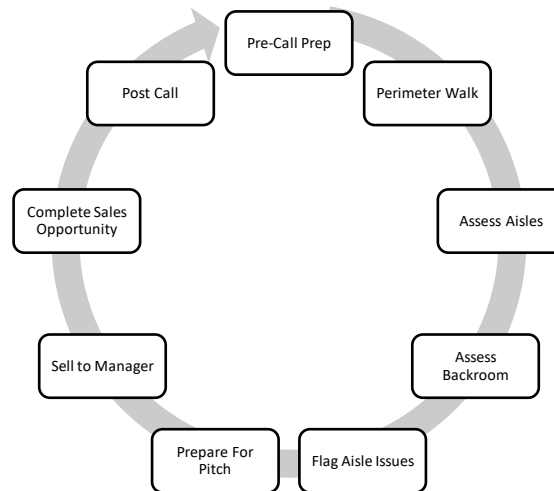 Pre-Call Prep
Perimeter Walk
Assess Aisles
Assess
Backroom
Flag Aisle Issues
Prepare For
Pitch
Sell to Manager
Complete Sales
Opportunity
Post Call